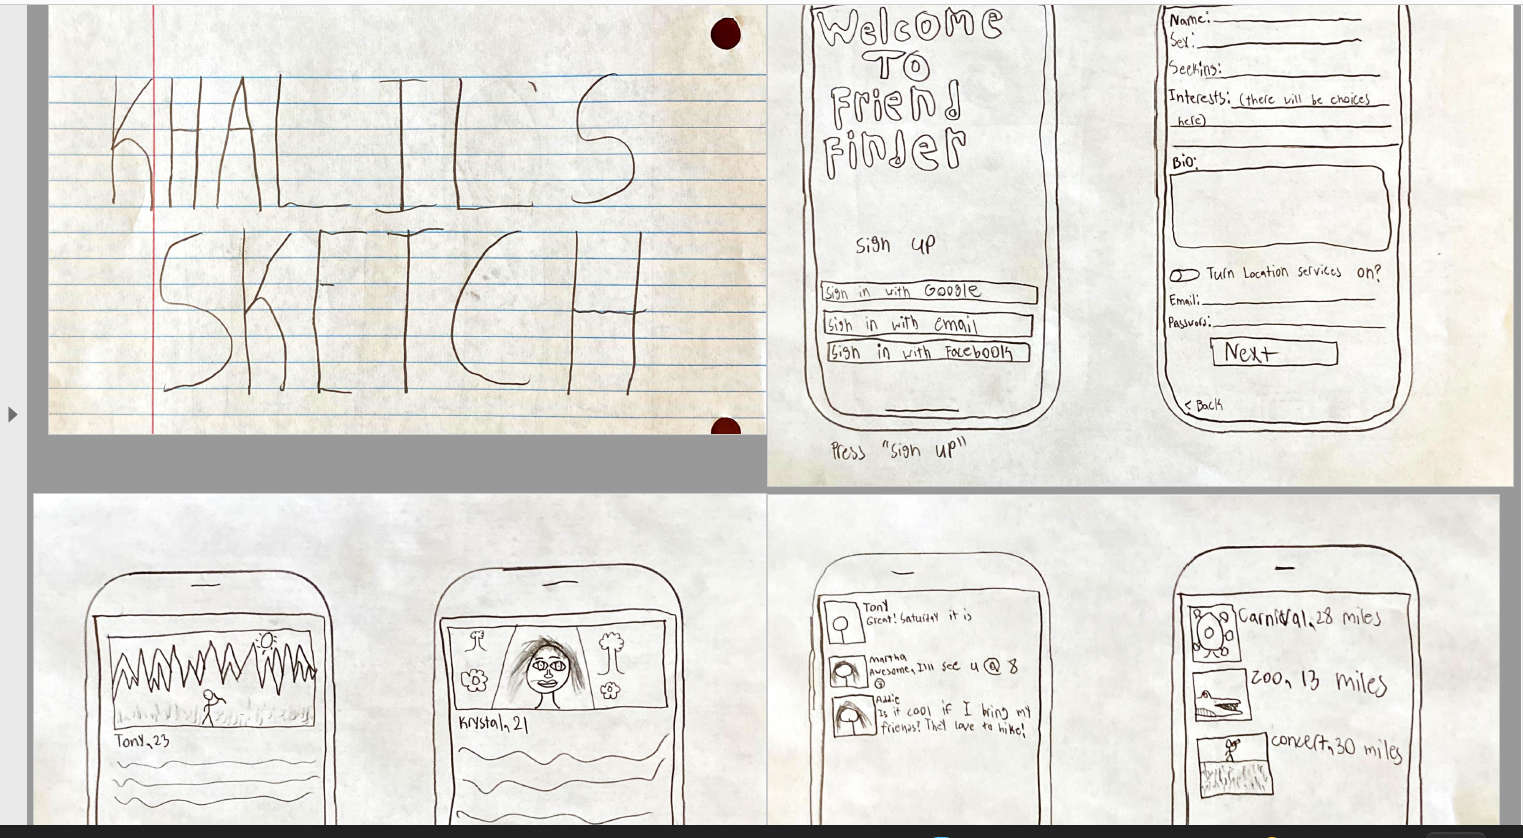 KHALIL'S
SKETCH
Welcome
To
Friend
Finder
Sign up
Sign in with Google
Sign in with email
Sign in with Facebook
Press "Sign up"
Name:
Sex:
Seeking:
Interests: (there will be choices
here)
Bio:
Turn Location services on?
Email:
Password:
Next
< Back
Tony, 23
Krystal, 21
Tony
Great! Saturday it is
Martha
Awesome, I'll see u @ 8
Addie
Is it cool if I bring my
friends? They love to hike!
Carnival, 28 miles
Zoo, 13 miles
concert, 30 miles